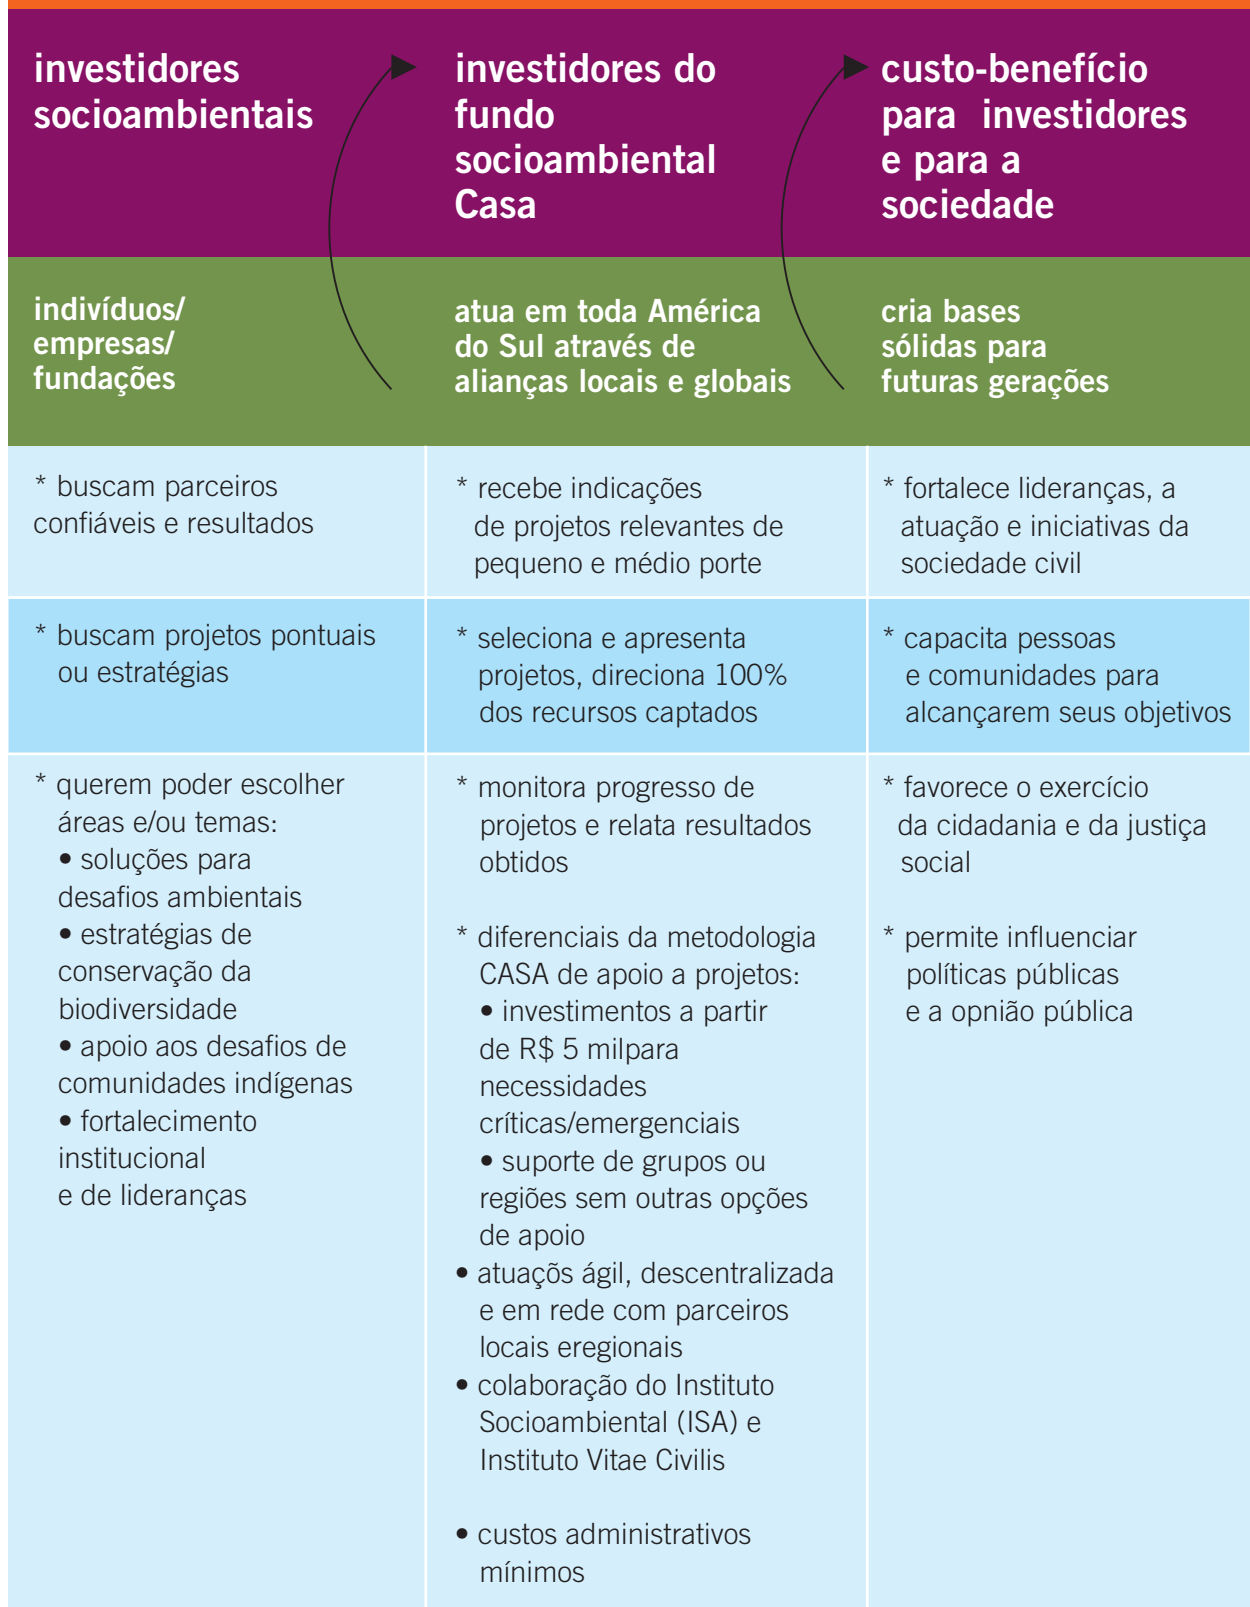 investidores
socioambientais
investidores do
fundo
socioambiental
Casa
custo-benefício
para investidores
e para a
sociedade
indivíduos/
empresas/
fundações
atua em toda América
do Sul através de
alianças locais e globais
cria bases
sólidas para
futuras gerações
* buscam parceiros
confiáveis e resultados
* recebe indicações
de projetos relevantes de
pequeno e médio porte
* fortalece lideranças, a
atuação e iniciativas da
sociedade civil
* buscam projetos pontuais
ou estratégias
* seleciona e apresenta
projetos, direciona 100%
dos recursos captados
* capacita pessoas
e comunidades para
alcançarem seus objetivos
* querem poder escolher
áreas e/ou temas:
• soluções para
desafios ambientais
• estratégias de
conservação da
biodiversidade
• apoio aos desafios de
comunidades indígenas
• fortalecimento
institucional
e de lideranças
* monitora progresso de
projetos e relata resultados
obtidos
* diferenciais da metodologia
CASA de apoio a projetos:
• investimentos a partir
de R$ 5 milpara
necessidades
críticas/emergenciais
• suporte de grupos ou
regiões sem outras opções
de apoio
• atuaçõs ágil, descentralizada
e em rede com parceiros
locais eregionais
• colaboração do Instituto
Socioambiental (ISA) e
Instituto Vitae Civilis
• custos administrativos
mínimos
* favorece o exercício
da cidadania e da justiça
social
* permite influenciar
políticas públicas
e a opnião pública